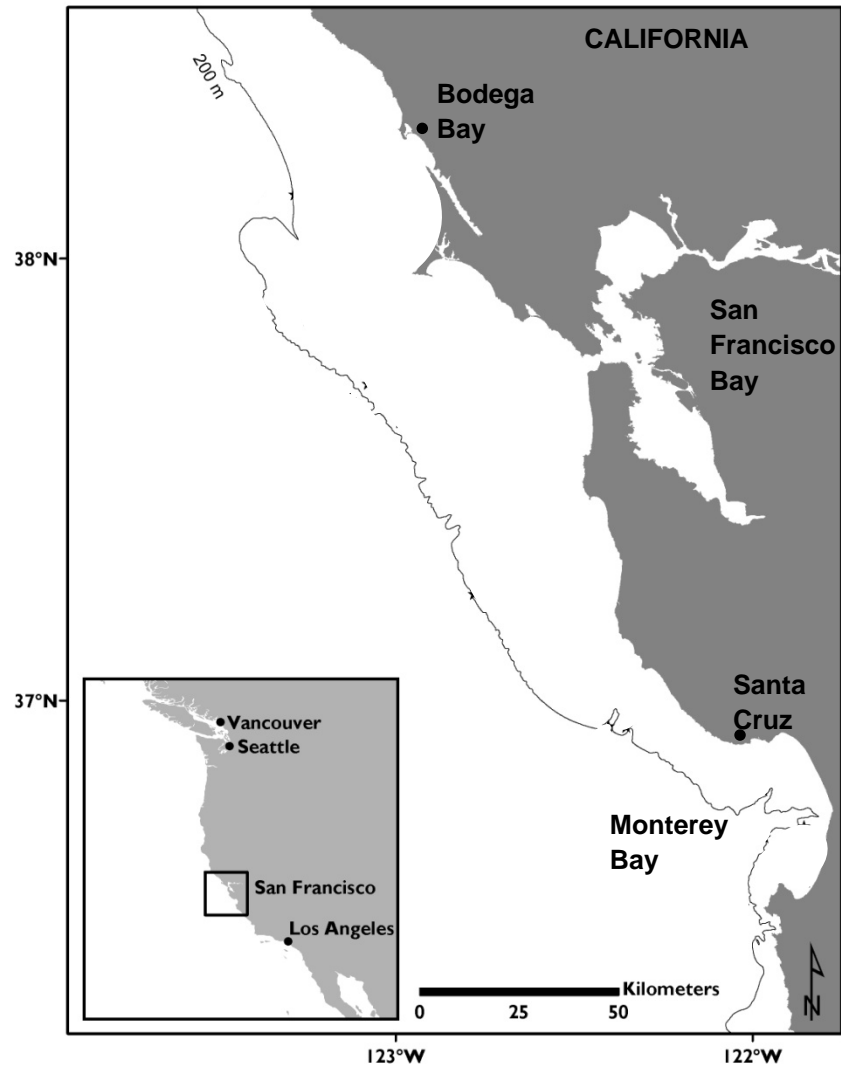 CALIFORNIA
200 m
Bodega
Bay
38°N
San
Francisco
Bay
37°N
Santa
Cruz
Vancouver
Seattle
Monterey
Bay
San Francisco
Los Angeles
Kilometers
0 25 50
N
123°W 122°W